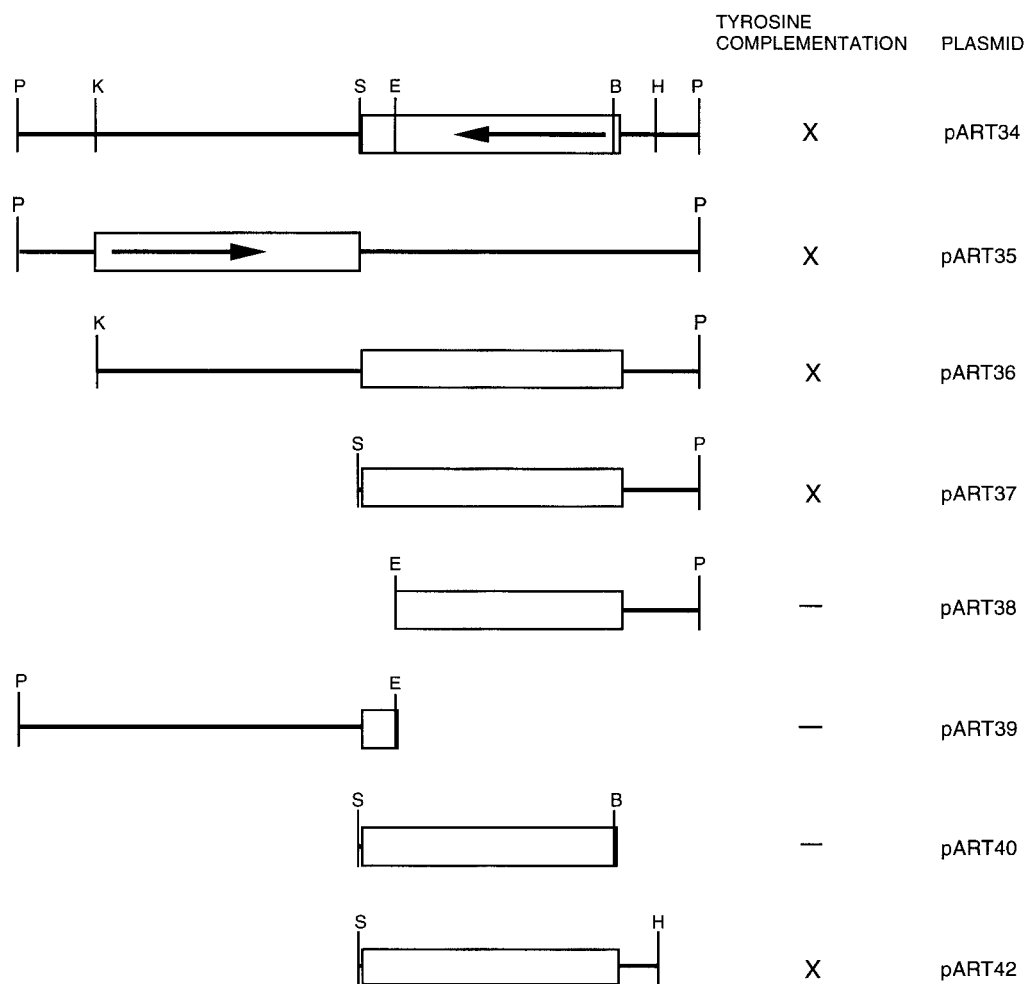 TYROSINE
COMPLEMENTATION PLASMID
P K S E B H P
X pART34
P P
X pART35
K P
X pART36
S P
X pART37
E P
— pART38
P E
— pART39
S B
— pART40
S H
X pART42